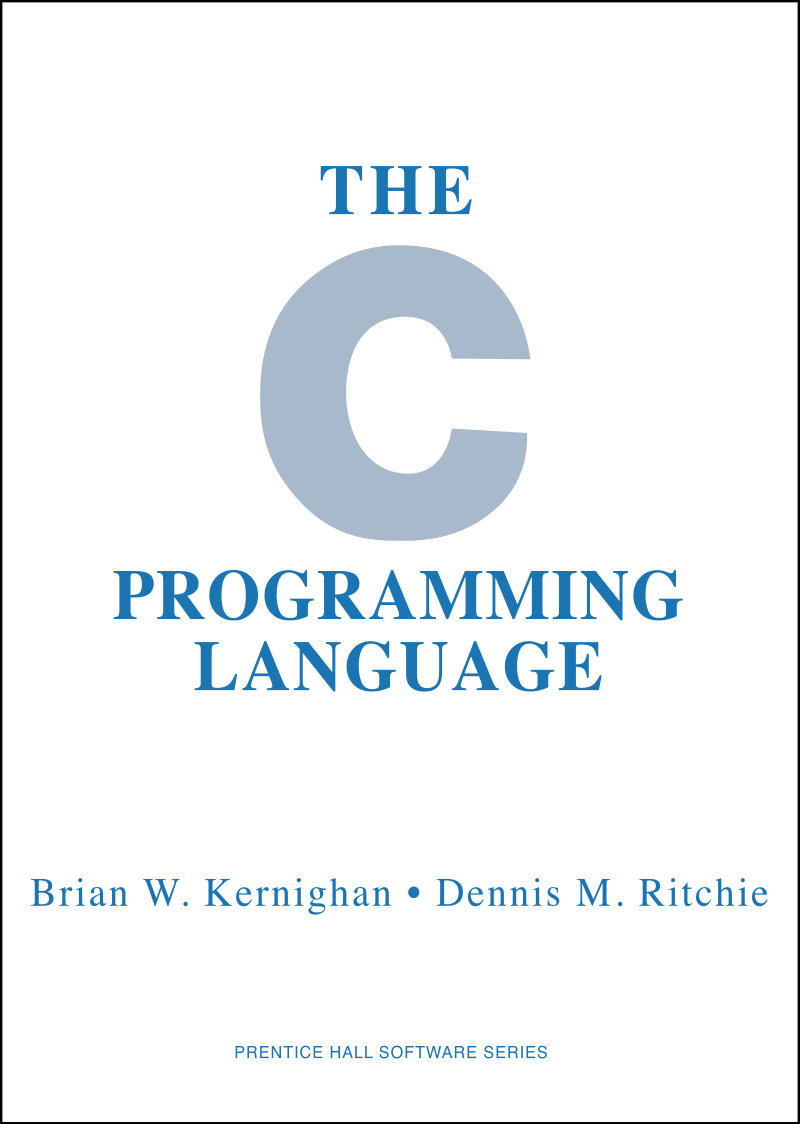 THE
C
PROGRAMMING
LANGUAGE
Brian W. Kernighan • Dennis M. Ritchie
PRENTICE HALL SOFTWARE SERIES